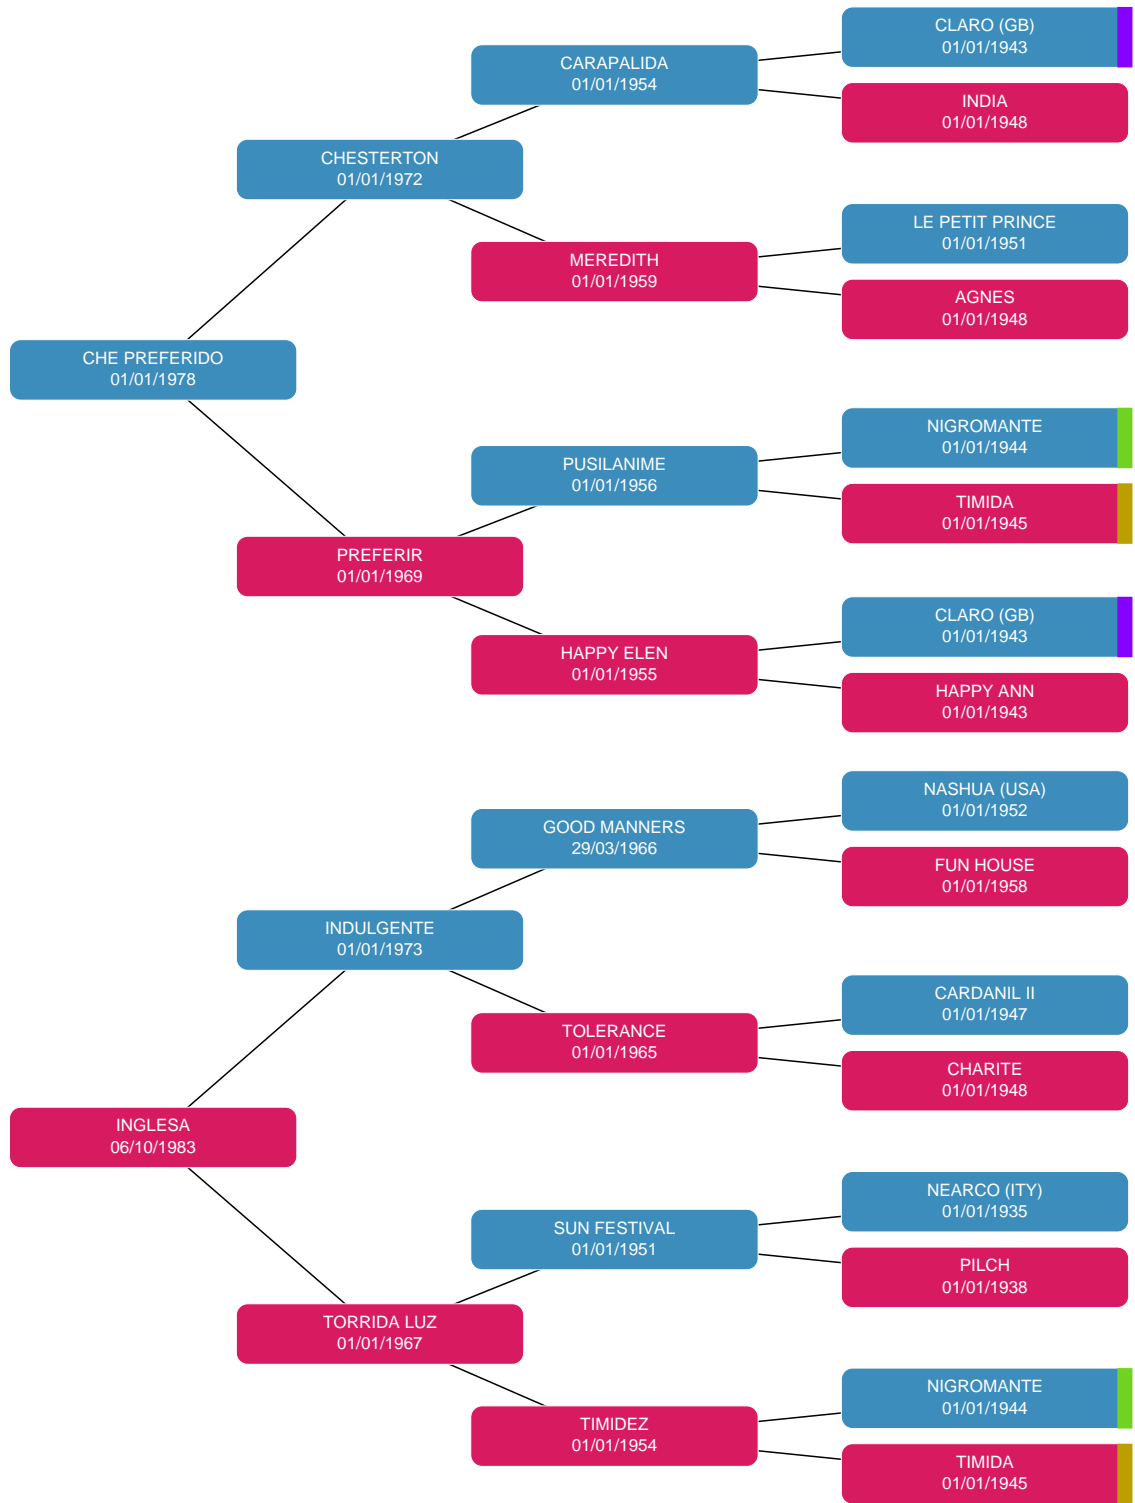 CLARO (GB)
01/01/1943
CARAPALIDA
01/01/1954
INDIA
01/01/1948
CHESTERTON
01/01/1972
LE PETIT PRINCE
01/01/1951
MEREDITH
01/01/1959
AGNES
01/01/1948
CHE PREFERIDO
01/01/1978
NIGROMANTE
01/01/1944
PUSILANIME
01/01/1956
TIMIDA
01/01/1945
PREFERIR
01/01/1969
CLARO (GB)
01/01/1943
HAPPY ELEN
01/01/1955
HAPPY ANN
01/01/1943
NASHUA (USA)
01/01/1952
GOOD MANNERS
29/03/1966
FUN HOUSE
01/01/1958
INDULGENTE
01/01/1973
CARDANIL II
01/01/1947
TOLERANCE
01/01/1965
CHARITE
01/01/1948
INGLESA
06/10/1983
NEARCO (ITY)
01/01/1935
SUN FESTIVAL
01/01/1951
PILCH
01/01/1938
TORRIDA LUZ
01/01/1967
NIGROMANTE
01/01/1944
TIMIDEZ
01/01/1954
TIMIDA
01/01/1945